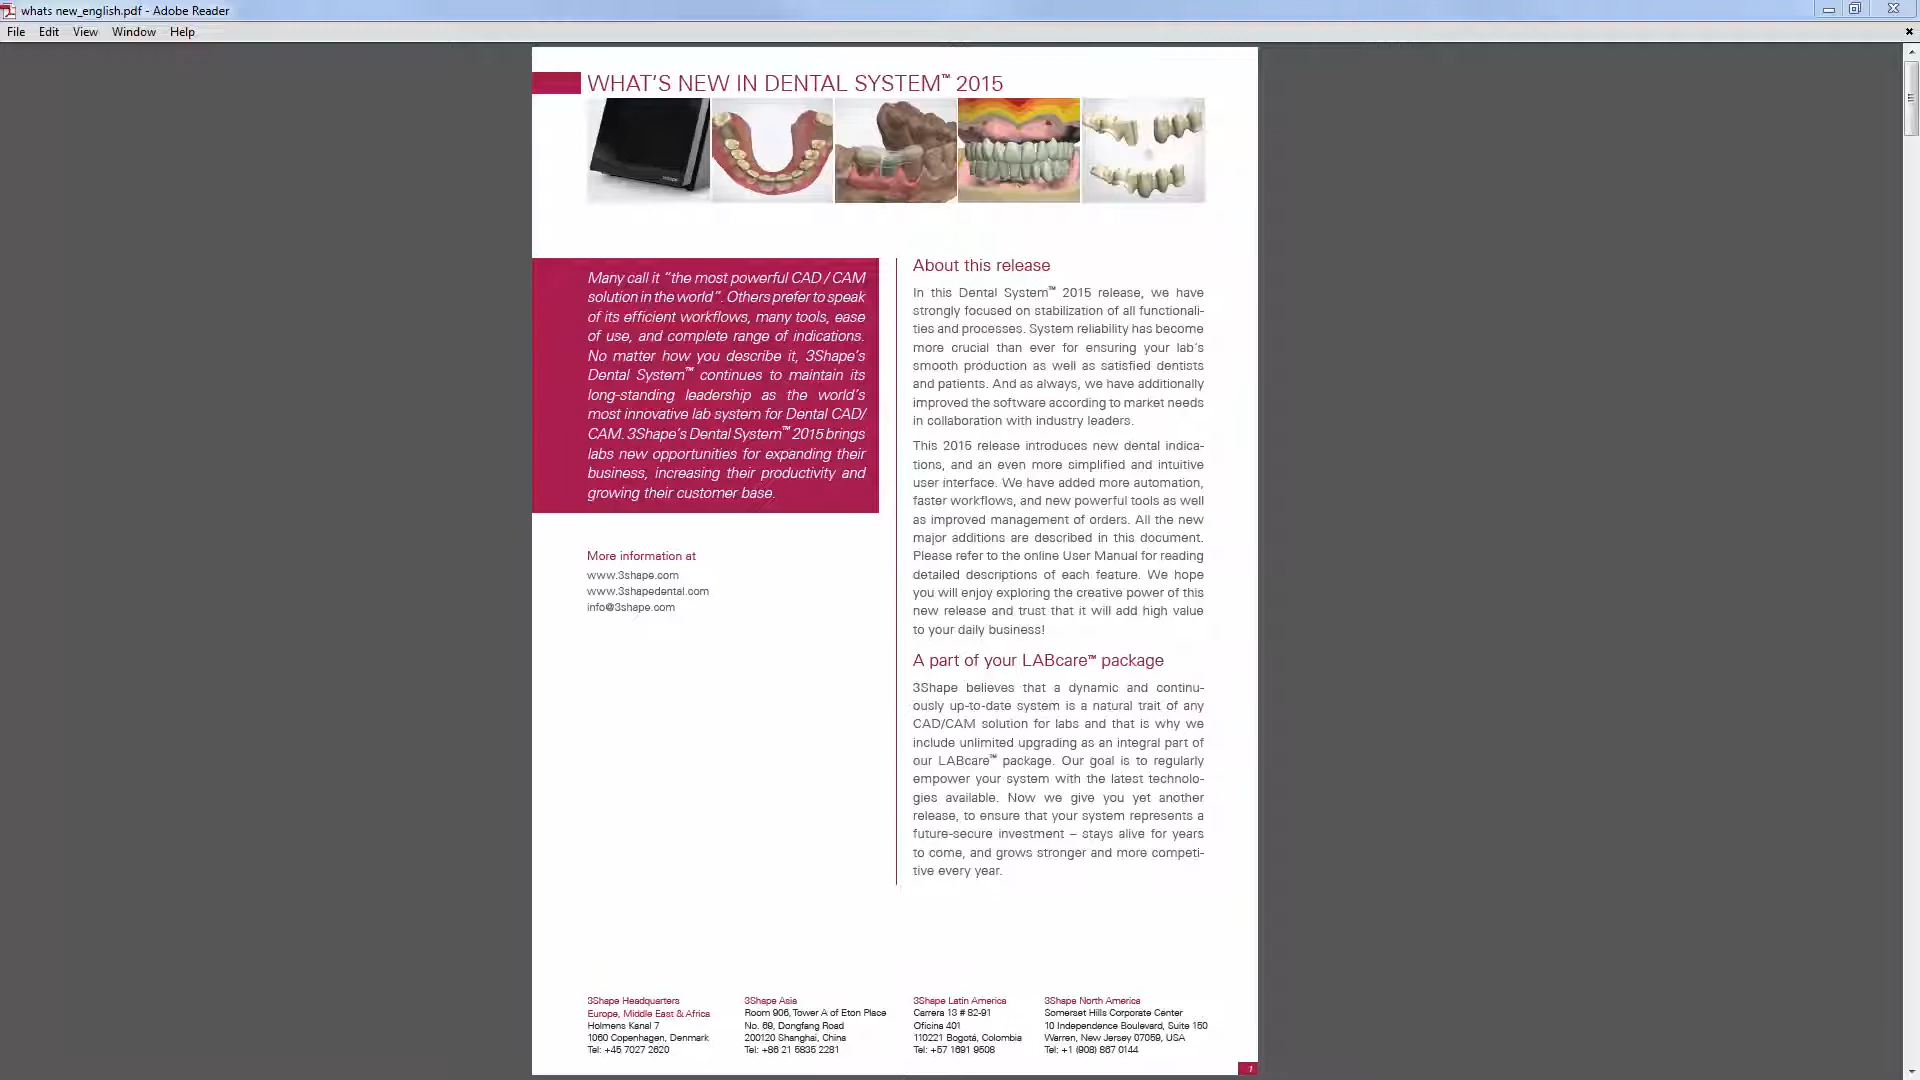 whats new_english.pdf - Adobe Reader
File Edit View Window Help
WHAT'S NEW IN DENTAL SYSTEM™ 2015
Many call it “the most powerful CAD / CAM
solution in the world”. Others prefer to speak
of its efficient workflows, many tools, ease
of use, and complete range of indications.
No matter how you describe it, 3Shape's
Dental System™ continues to maintain its
long-standing leadership as the world's
most innovative lab system for Dental CAD/
CAM. 3Shape's Dental System™ 2015 brings
labs new opportunities for expanding their
business, increasing their productivity and
growing their customer base.
More information at
www.3shape.com
www.3shapedental.com
info@3shape.com
About this release
In this Dental System™ 2015 release, we have
strongly focused on stabilization of all functionali-
ties and processes. System reliability has become
more crucial than ever for ensuring your lab's
smooth production as well as satisfied dentists
and patients. And as always, we have additionally
improved the software according to market needs
in collaboration with industry leaders.
This 2015 release introduces new dental indica-
tions, and an even more simplified and intuitive
user interface. We have added more automation,
faster workflows, and new powerful tools as well
as improved management of orders. All the new
major additions are described in this document.
Please refer to the online User Manual for reading
detailed descriptions of each feature. We hope
you will enjoy exploring the creative power of this
new release and trust that it will add high value
to your daily business!
A part of your LABcare™ package
3Shape believes that a dynamic and continu-
ously up-to-date system is a natural trait of any
CAD/CAM solution for labs and that is why we
include unlimited upgrading as an integral part of
our LABcare™ package. Our goal is to regularly
empower your system with the latest technolo-
gies available. Now we give you yet another
release, to ensure that your system represents a
future-secure investment – stays alive for years
to come, and grows stronger and more competi-
tive every year.
3Shape Headquarters
Europe, Middle East & Africa
Holmens Kanal 7
1060 Copenhagen, Denmark
Tel: +45 7027 2620
3Shape Asia
Room 906, Tower A of Eton Place
No. 69, Dongfang Road
200120 Shanghai, China
Tel: +86 21 5835 2281
3Shape Latin America
Carrera 13 # 82-91
Oficina 401
110221 Bogotá, Colombia
Tel: +57 1691 9508
3Shape North America
Somerset Hills Corporate Center
10 Independence Boulevard, Suite 150
Warren, New Jersey 07059, USA
Tel: +1 (908) 867 0144
1